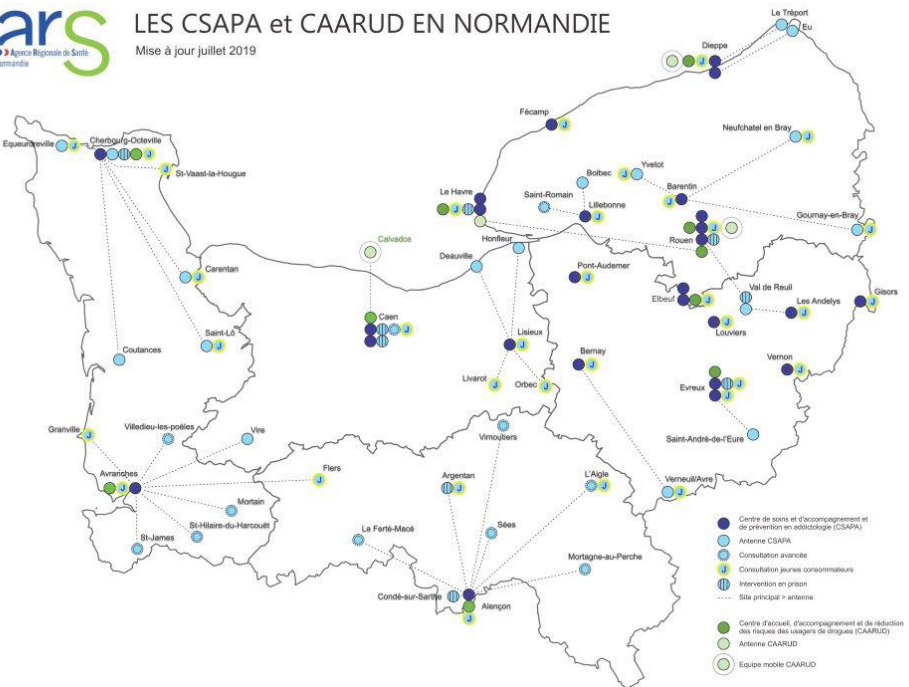 ars
Agence Régionale de Santé
Normandie
LES CSAPA et CAARUD EN NORMANDIE
Mise à jour juillet 2019
Le Tréport
Eu
Dieppe
Fécamp
Neufchatel en Bray
Equeurdreville
Cherbourg-Octeville
St-Vaast-la-Hougue
Yvetot
Bolbec
Barentin
Le Havre
Saint-Romain
Lillebonne
Gournay-en-Bray
Rouen
Calvados
Honfleur
Deauville
Carentan
Pont-Audemer
Val de Reuil
Elbeuf
Les Andelys
Gisors
Louviers
Caen
Saint-Lô
Lisieux
Coutances
Bernay
Vernon
Livarot
Orbec
Evreux
Granville
Villedieu-les-poëles
Vire
Vimoutiers
Saint-André-de-l'Eure
Avranches
Flers
Argentan
L'Aigle
Verneuil/Avre
Mortain
St-Hilaire-du-Harcouët
St-James
La Ferté-Macé
Sées
Mortagne-au-Perche
Condé-sur-Sarthe
Alençon
J
Centre de soins et d'accompagnement et
de prévention en addictologie (CSAPA)
Antenne CSAPA
Consultation avancée
J
Consultation jeunes consommateurs
Intervention en prison
Site principal > antenne
Centre d'accueil, d'accompagnement et de réduction
des risques des usagers de drogues (CAARUD)
Antenne CAARUD
Equipe mobile CAARUD